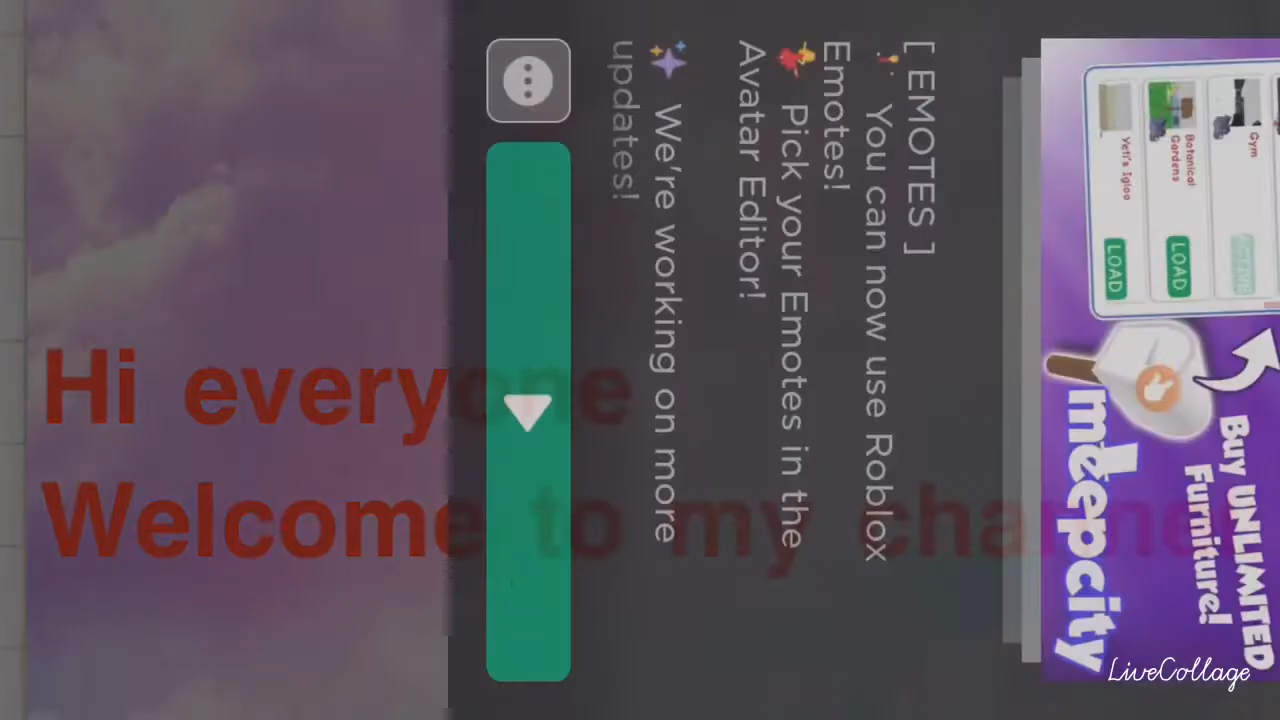 Hi everyone
Welcome to my channel
Buy UNLIMITED
Furniture!
meepcity
Gym
ACTIVE
Botanical
Gardens
LOAD
Yeti's Igloo
LOAD
[ EMOTES ]
You can now use Roblox
Emotes!
Pick your Emotes in the
Avatar Editor!
We're working on more
updates!
LiveCollage